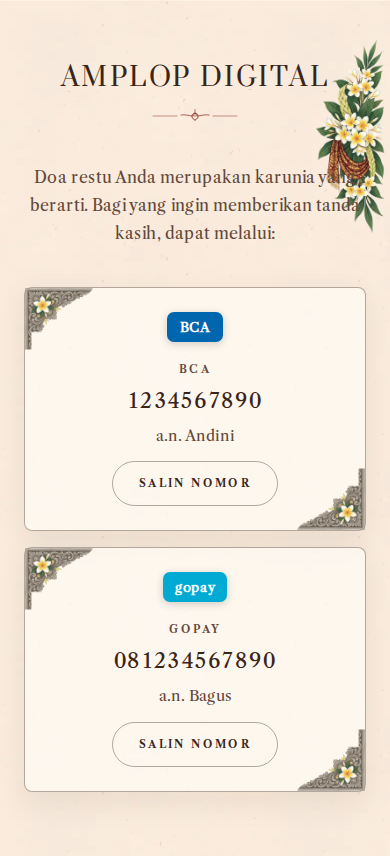 AMPLOP DIGITAL
Doa restu Anda merupakan karunia yang
berarti. Bagi yang ingin memberikan tanda
kasih, dapat melalui:
BCA
BCA
1234567890
a.n. Andini
SALIN NOMOR
gopay
GOPAY
081234567890
a.n. Bagus
SALIN NOMOR